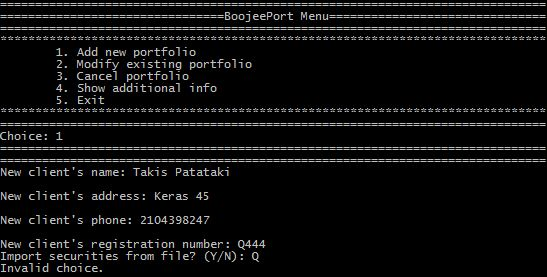 ==============================================================================
============================BoojeePort Menu===============================
==============================================================================
******************************************************************************
1. Add new portfolio
2. Modify existing portfolio
3. Cancel portfolio
4. Show additional info
5. Exit
******************************************************************************
==============================================================================
Choice: 1
==============================================================================
==============================================================================
New client's name: Takis Patataki
New client's address: Keras 45
New client's phone: 2104398247
New client's registration number: Q444
Import securities from file? (Y/N): Q
Invalid choice.